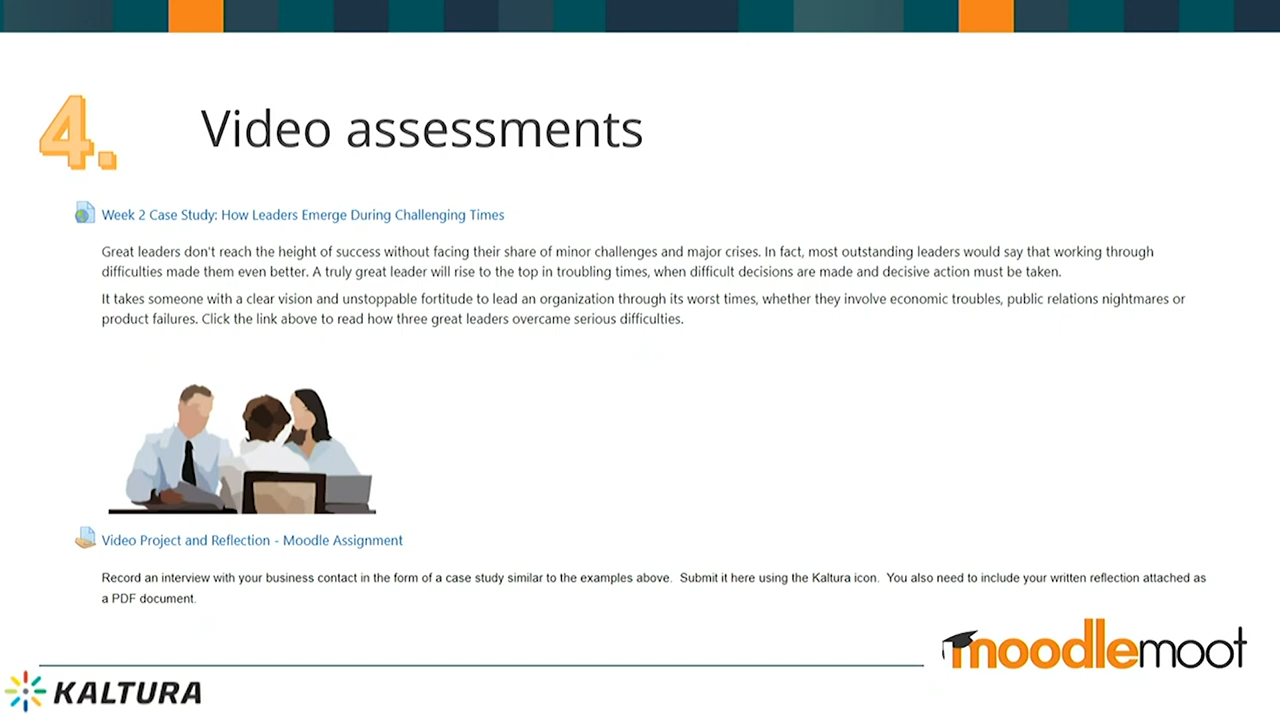 4. Video assessments
Week 2 Case Study: How Leaders Emerge During Challenging Times
Great leaders don't reach the height of success without facing their share of minor challenges and major crises. In fact, most outstanding leaders would say that working through
difficulties made them even better. A truly great leader will rise to the top in troubling times, when difficult decisions are made and decisive action must be taken.
It takes someone with a clear vision and unstoppable fortitude to lead an organization through its worst times, whether they involve economic troubles, public relations nightmares or
product failures. Click the link above to read how three great leaders overcame serious difficulties.
Video Project and Reflection - Moodle Assignment
Record an interview with your business contact in the form of a case study similar to the examples above. Submit it here using the Kaltura icon. You also need to include your written reflection attached as
a PDF document.
moodlemoot
KALTURA